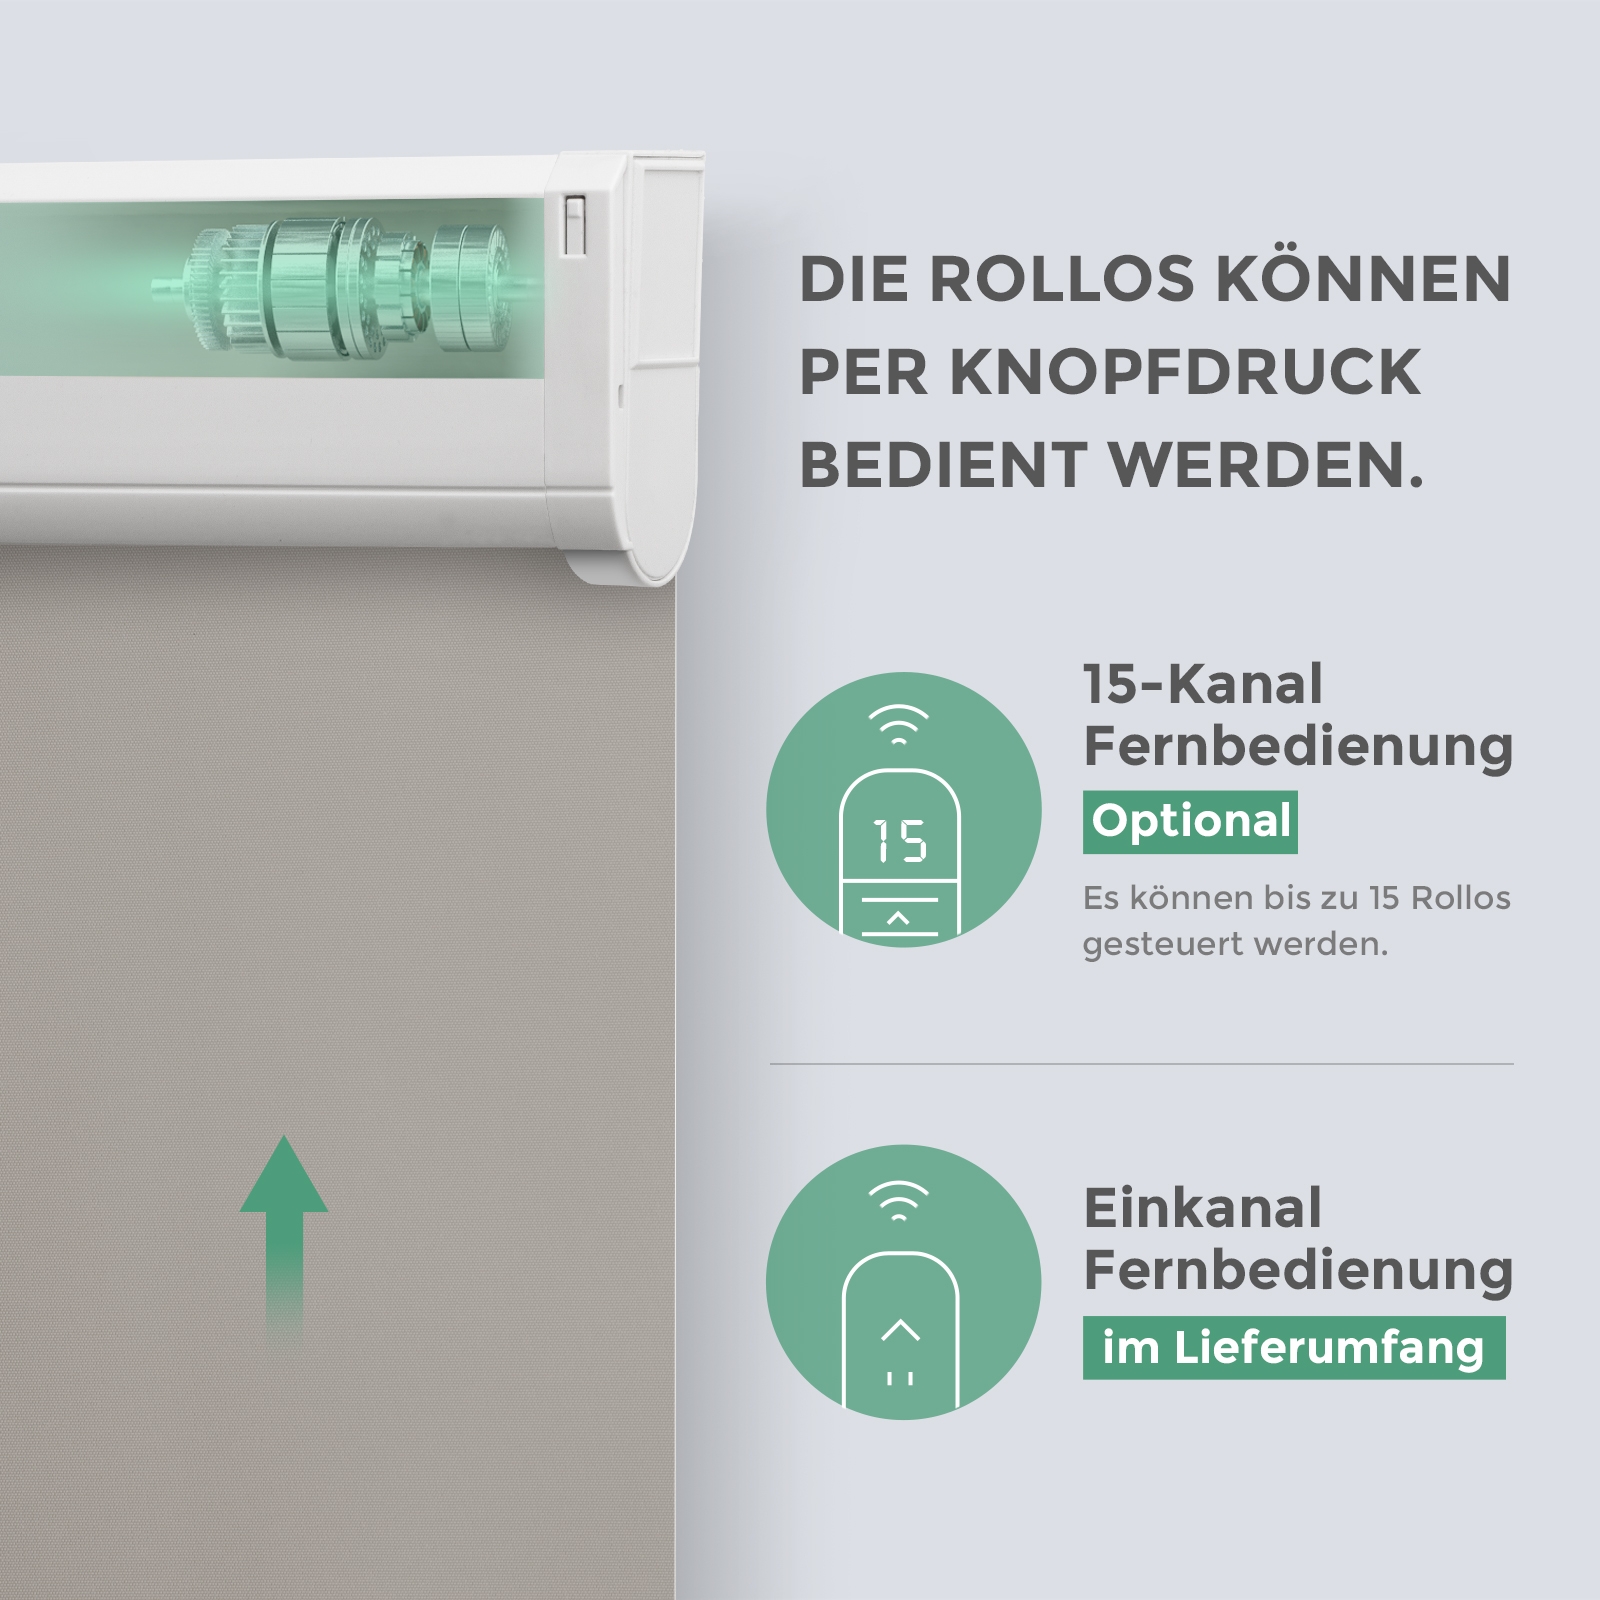 DIE ROLLOS KÖNNEN
PER KNOPFDRUCK
BEDIENT WERDEN.
15
15-Kanal
Fernbedienung
Optional
Es können bis zu 15 Rollos
gesteuert werden.
Einkanal
Fernbedienung
im Lieferumfang